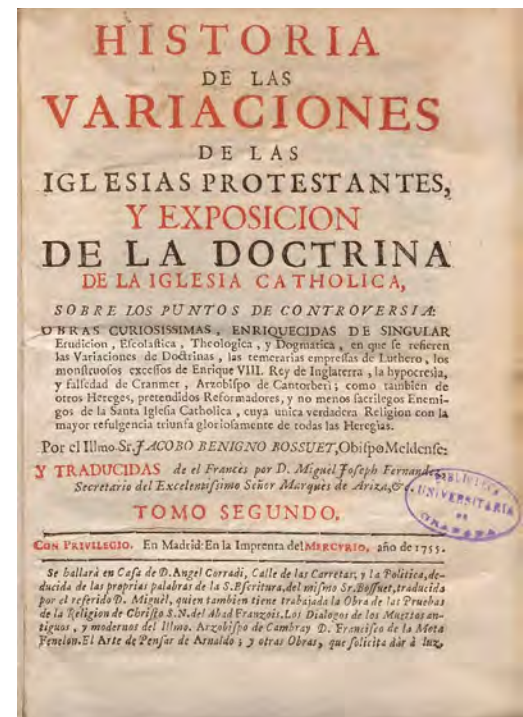 HISTORIA
DE LAS
VARIACIONES
DE LAS
IGLESIAS PROTESTANTES,
Y EXPOSICION
DE LA DOCTRINA
DE LA IGLESIA CATHOLICA,
SOBRE LOS PUNTOS DE CONTROVERSIA:
OBRAS CURIOSISSIMAS, ENRIQUECIDAS DE SINGULAR
Erudicion, Eſcolaſtica, Theologica, y Dogmatica, en que ſe refieren
las Variaciones de Doctrinas, las temerarias empreſſas de Luthero, los
monſtruoſos exceſſos de Enrique VIII. Rey de Inglaterra, la hypocresìa,
y falſedad de Cranmer, Arzobiſpo de Cantorberi; como tambien de
otros Hereges, pretendidos Reformadores, y no menos ſacrilegos Enemi-
gos de la Santa Igleſia Catholica, cuya unica verdadera Religion con la
mayor refulgencia triunfa glorioſamente de todas las Heregias.
Por el Illmo. Sr. JACOBO BENIGNO BOSSUET, Obiſpo Meldenſe:
Y TRADUCIDAS de el Francès por D. Miguèl Joſeph Fernandez,
Secretario del Excelentiſſimo Señor Marquès de Ariza, &c.
BIBLIOTECA
UNIVERSITARIA
DE
GRANADA
TOMO SEGUNDO.
CON PRIVILEGIO. En Madrid: En la Imprenta del MERCURIO, año de 1755.
Se ballarà en Caſa de D. Angel Corradi, Calle de las Carretas; y la Politica, de-
ducida de las proprias palabras de la S. Eſcritura, del miſmo Sr. Boſſuet, traducida
por el referido D. Miguèl, quien tambien tiene trabajada la Obra de las Pruebas
de la Religion de Chriſto S.N. del Abad Franzois. Los Dialogos de los Muertos an-
tiguos, y modernos del Illmo. Arzobiſpo de Cambray D. Franciſco de la Mota
Fenelon. El Arte de Penſar de Arnaldo; y otras Obras, que ſolicita dàr à luz.